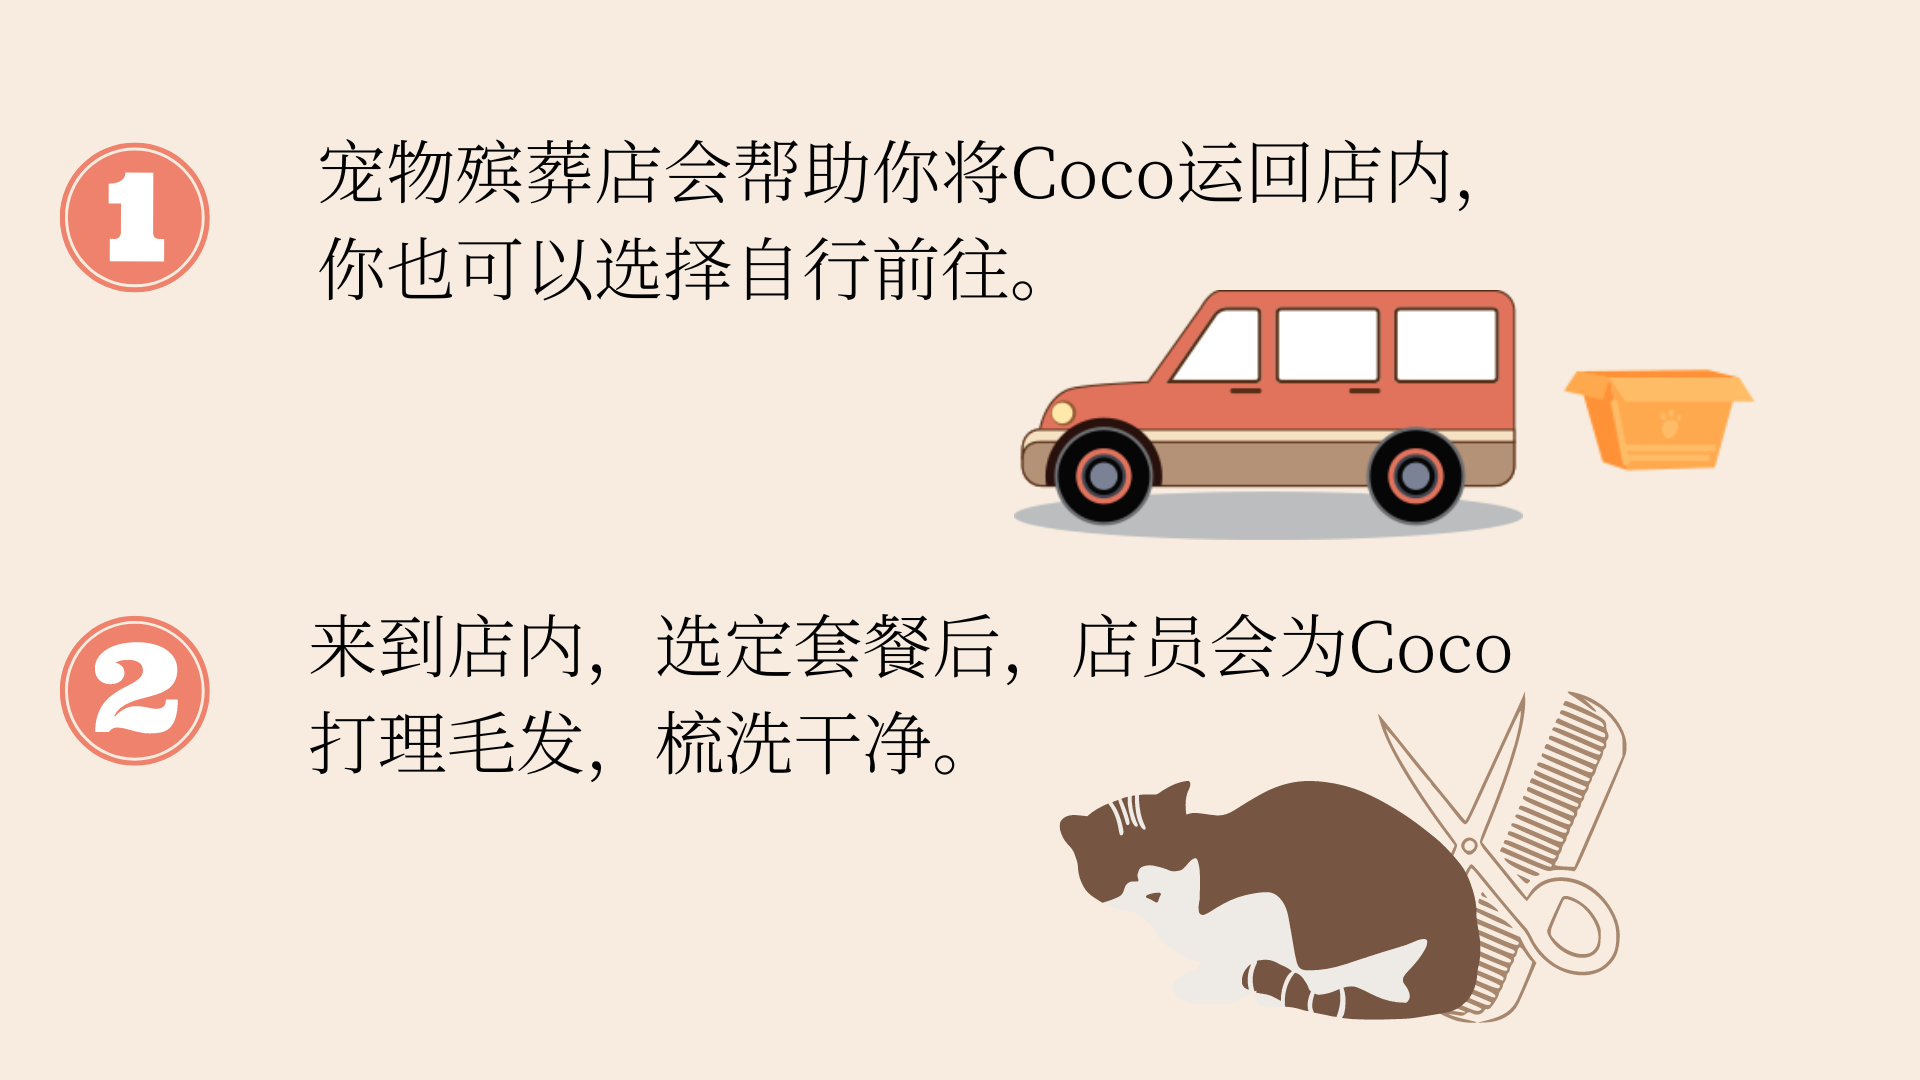 1
宠物殡葬店会帮助你将Coco运回店内，
你也可以选择自行前往。
2
来到店内，选定套餐后，店员会为Coco
打理毛发，梳洗干净。